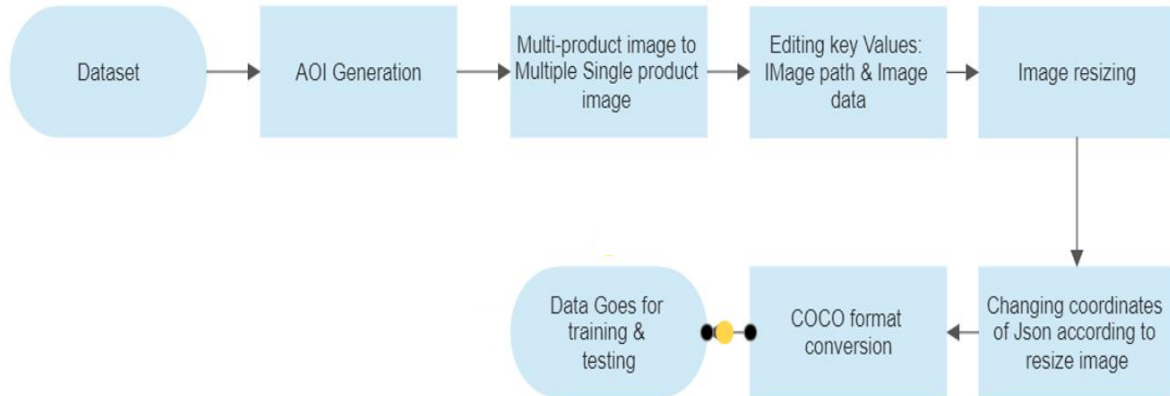 Dataset
AOI Generation
Multi-product image to
Multiple Single product
image
Editing key Values:
IMage path & Image
data
Image resizing
Changing coordinates
of Json according to
resize image
COCO format
conversion
Data Goes for
training &
testing